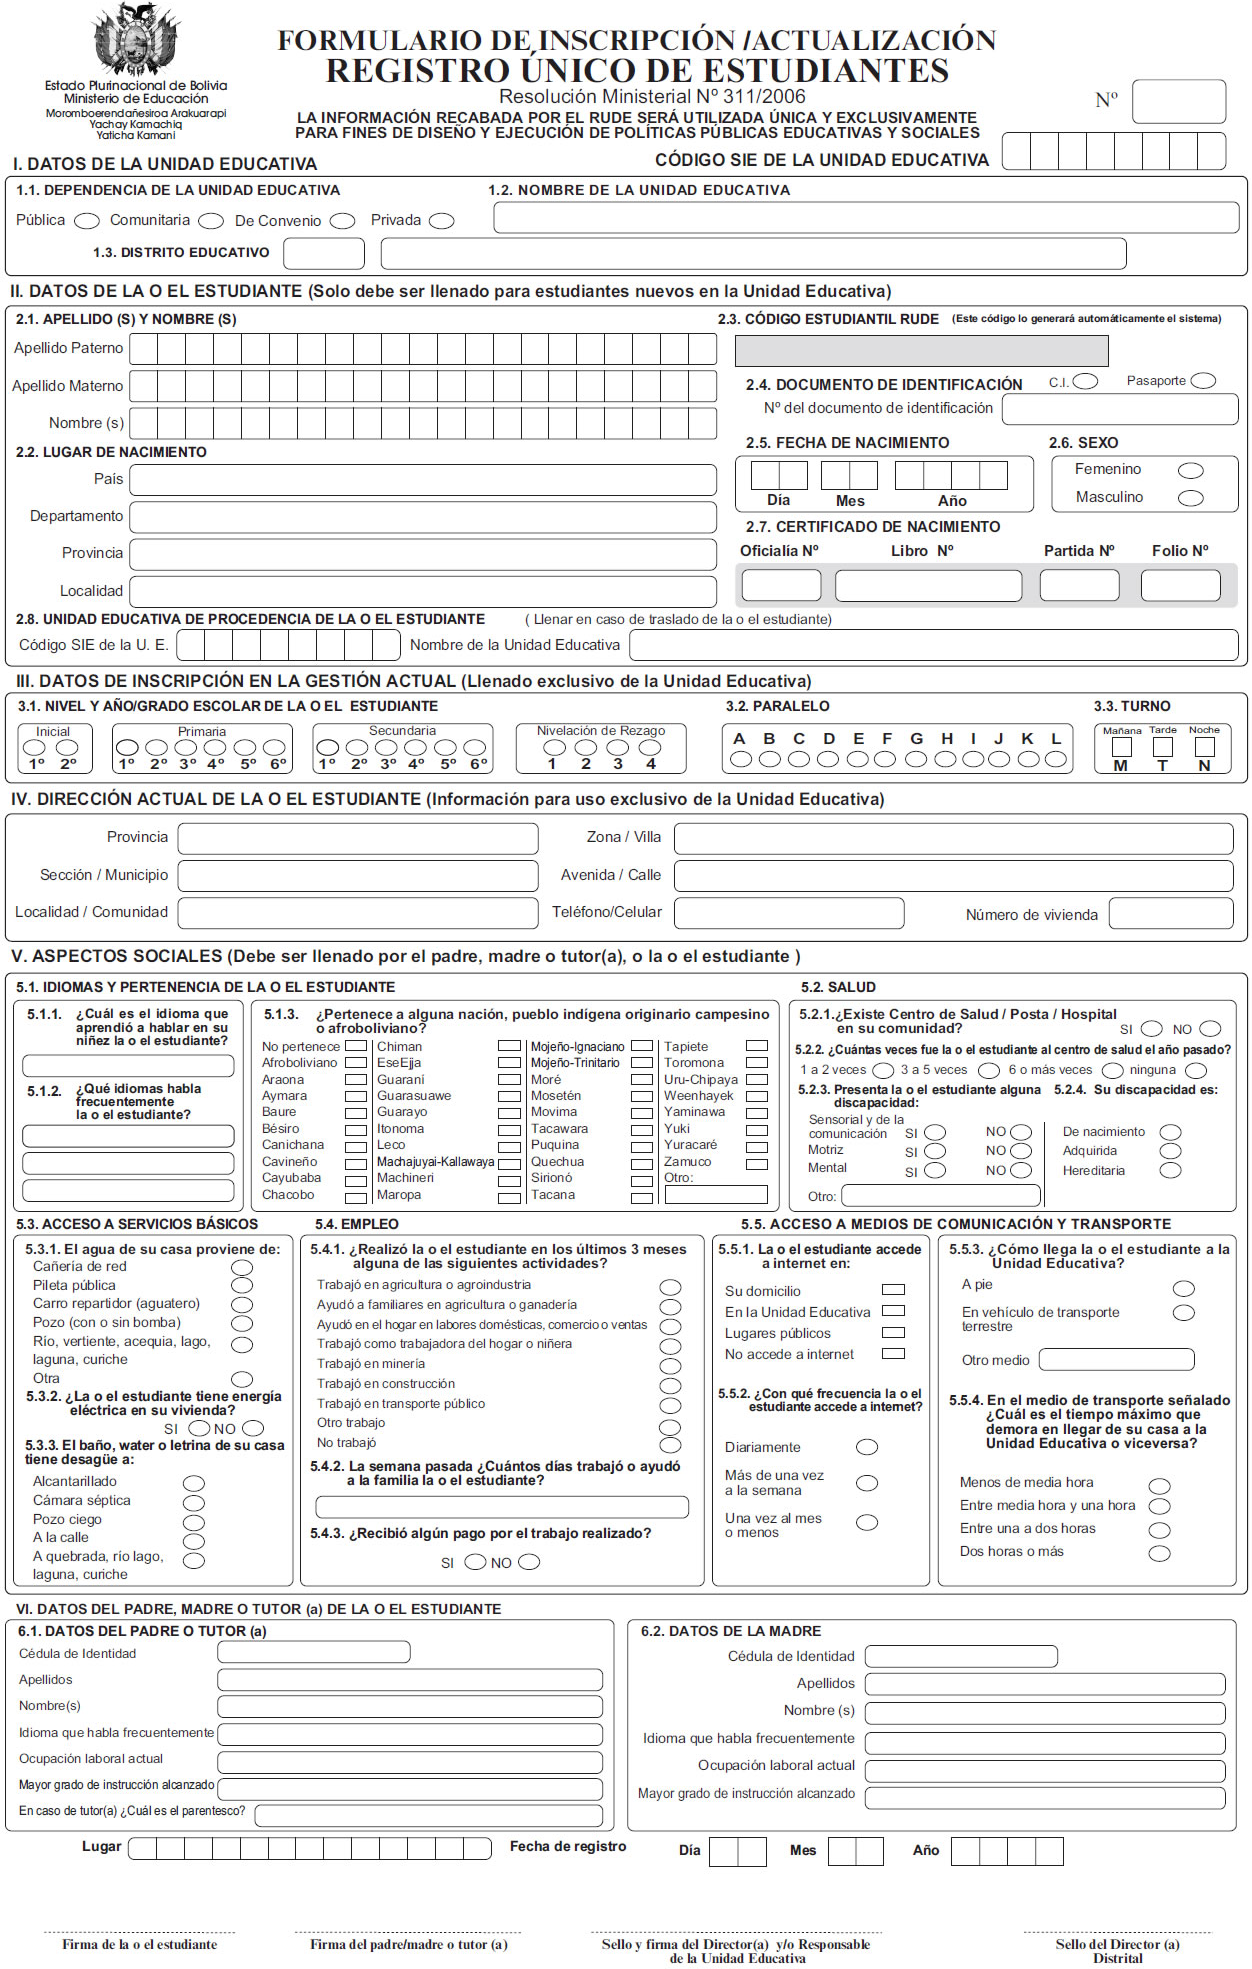 FORMULARIO DE INSCRIPCIÓN /ACTUALIZACIÓN
REGISTRO ÚNICO DE ESTUDIANTES
Resolución Ministerial Nº 311/2006
LA INFORMACIÓN RECABADA POR EL RUDE SERÁ UTILIZADA ÚNICA Y EXCLUSIVAMENTE
PARA FINES DE DISEÑO Y EJECUCIÓN DE POLÍTICAS PÚBLICAS EDUCATIVAS Y SOCIALES
Estado Plurinacional de Bolivia
Ministerio de Educación
Moromboerendañesiroa Arakuarapi
Yachay Kamachiq
Yaticha Kamani
Nº
CÓDIGO SIE DE LA UNIDAD EDUCATIVA
I. DATOS DE LA UNIDAD EDUCATIVA
1.1. DEPENDENCIA DE LA UNIDAD EDUCATIVA
Pública Comunitaria De Convenio Privada
1.2. NOMBRE DE LA UNIDAD EDUCATIVA
1.3. DISTRITO EDUCATIVO
II. DATOS DE LA O EL ESTUDIANTE (Solo debe ser llenado para estudiantes nuevos en la Unidad Educativa)
2.1. APELLIDO (S) Y NOMBRE (S)
Apellido Paterno
Apellido Materno
Nombre (s)
2.2. LUGAR DE NACIMIENTO
País
Departamento
Provincia
Localidad
2.3. CÓDIGO ESTUDIANTIL RUDE (Este código lo generará automáticamente el sistema)
2.4. DOCUMENTO DE IDENTIFICACIÓN C.I. Pasaporte
Nº del documento de identificación
2.5. FECHA DE NACIMIENTO
Día Mes Año
2.6. SEXO
Femenino
Masculino
2.7. CERTIFICADO DE NACIMIENTO
Oficialía Nº Libro Nº Partida Nº Folio Nº
2.8. UNIDAD EDUCATIVA DE PROCEDENCIA DE LA O EL ESTUDIANTE ( Llenar en caso de traslado de la o el estudiante)
Código SIE de la U. E. Nombre de la Unidad Educativa
III. DATOS DE INSCRIPCIÓN EN LA GESTIÓN ACTUAL (Llenado exclusivo de la Unidad Educativa)
3.1. NIVEL Y AÑO/GRADO ESCOLAR DE LA O EL ESTUDIANTE
Inicial
1º 2º
Primaria
1º 2º 3º 4º 5º 6º
Secundaria
1º 2º 3º 4º 5º 6º
Nivelación de Rezago
1 2 3 4
3.2. PARALELO
A B C D E F G H I J K L
3.3. TURNO
Mañana Tarde Noche
M T N
IV. DIRECCIÓN ACTUAL DE LA O EL ESTUDIANTE (Información para uso exclusivo de la Unidad Educativa)
Provincia Zona / Villa
Sección / Municipio Avenida / Calle
Localidad / Comunidad Teléfono/Celular Número de vivienda
V. ASPECTOS SOCIALES (Debe ser llenado por el padre, madre o tutor(a), o la o el estudiante )
5.1. IDIOMAS Y PERTENENCIA DE LA O EL ESTUDIANTE
5.1.1. ¿Cuál es el idioma que
aprendió a hablar en su
niñez la o el estudiante?
5.1.2. ¿Qué idiomas habla
frecuentemente
la o el estudiante?
5.1.3. ¿Pertenece a alguna nación, pueblo indígena originario campesino
o afroboliviano?
No pertenece
Afroboliviano
Araona
Aymara
Baure
Bésiro
Canichana
Cavineño
Cayubaba
Chacobo
Chiman
EseEjja
Guaraní
Guarasuawe
Guarayo
Itonoma
Leco
Machajuyai-Kallawaya
Machineri
Maropa
Mojeño-Ignaciano
Mojeño-Trinitario
Moré
Mosetén
Movima
Tacawara
Puquina
Quechua
Sirionó
Tacana
Tapiete
Toromona
Uru-Chipaya
Weenhayek
Yaminawa
Yuki
Yuracaré
Zamuco
Otro:
5.2. SALUD
5.2.1.¿Existe Centro de Salud / Posta / Hospital
en su comunidad? SI NO
5.2.2. ¿Cuántas veces fue la o el estudiante al centro de salud el año pasado?
1 a 2 veces 3 a 5 veces 6 o más veces ninguna
5.2.3. Presenta la o el estudiante alguna
discapacidad:
Sensorial y de la
comunicación SI NO
Motriz SI NO
Mental SI NO
Otro:
5.2.4. Su discapacidad es:
De nacimiento
Adquirida
Hereditaria
5.3. ACCESO A SERVICIOS BÁSICOS
5.3.1. El agua de su casa proviene de:
Cañería de red
Pileta pública
Carro repartidor (aguatero)
Pozo (con o sin bomba)
Río, vertiente, acequia, lago,
laguna, curiche
Otra
5.3.2. ¿La o el estudiante tiene energía
eléctrica en su vivienda?
SI NO
5.3.3. El baño, water o letrina de su casa
tiene desagüe a:
Alcantarillado
Cámara séptica
Pozo ciego
A la calle
A quebrada, río lago,
laguna, curiche
5.4. EMPLEO
5.4.1. ¿Realizó la o el estudiante en los últimos 3 meses
alguna de las siguientes actividades?
Trabajó en agricultura o agroindustria
Ayudó a familiares en agricultura o ganadería
Ayudó en el hogar en labores domésticas, comercio o ventas
Trabajó como trabajadora del hogar o niñera
Trabajó en minería
Trabajó en construcción
Trabajó en transporte público
Otro trabajo
No trabajó
5.4.2. La semana pasada ¿Cuántos días trabajó o ayudó
a la familia la o el estudiante?
5.4.3. ¿Recibió algún pago por el trabajo realizado?
SI NO
5.5. ACCESO A MEDIOS DE COMUNICACIÓN Y TRANSPORTE
5.5.1. La o el estudiante accede
a internet en:
Su domicilio
En la Unidad Educativa
Lugares públicos
No accede a internet
5.5.2. ¿Con qué frecuencia la o el
estudiante accede a internet?
Diariamente
Más de una vez
a la semana
Una vez al mes
o menos
5.5.3. ¿Cómo llega la o el estudiante a la
Unidad Educativa?
A pie
En vehículo de transporte
terrestre
Otro medio
5.5.4. En el medio de transporte señalado
¿Cuál es el tiempo máximo que
demora en llegar de su casa a la
Unidad Educativa o viceversa?
Menos de media hora
Entre media hora y una hora
Entre una a dos horas
Dos horas o más
VI. DATOS DEL PADRE, MADRE O TUTOR (a) DE LA O EL ESTUDIANTE
6.1. DATOS DEL PADRE O TUTOR (a)
Cédula de Identidad
Apellidos
Nombre(s)
Idioma que habla frecuentemente
Ocupación laboral actual
Mayor grado de instrucción alcanzado
En caso de tutor(a) ¿Cuál es el parentesco?
6.2. DATOS DE LA MADRE
Cédula de Identidad
Apellidos
Nombre (s)
Idioma que habla frecuentemente
Ocupación laboral actual
Mayor grado de instrucción alcanzado
Lugar Fecha de registro Día Mes Año
Firma de la o el estudiante
Firma del padre/madre o tutor (a)
Sello y firma del Director(a) y/o Responsable
de la Unidad Educativa
Sello del Director (a)
Distrital